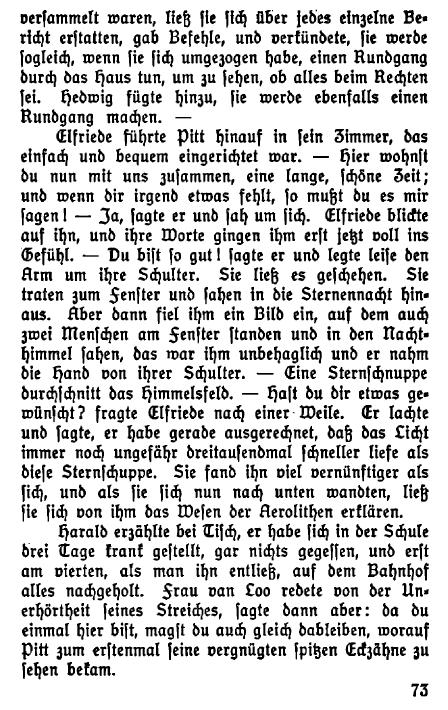 versammelt waren, ließ sie sich über jedes einzelne Be-
richt erstatten, gab Befehle, und verkündete, sie werde
sogleich, wenn sie sich umgezogen habe, einen Rundgang
durch das Haus tun, um zu sehen, ob alles beim Rechten
sei. Hedwig fügte hinzu, sie werde ebenfalls einen
Rundgang machen. —
Elfriede führte Pitt hinauf in sein Zimmer, das
einfach und bequem eingerichtet war. — Hier wohnst
du nun mit uns zusammen, eine lange, schöne Zeit;
und wenn dir irgend etwas fehlt, so mußt du es mir
sagen! — Ja, sagte er und sah um sich. Elfriede blickte
auf ihn, und ihre Worte gingen ihm erst jetzt voll ins
Gefühl. — Du bist so gut! sagte er und legte leise den
Arm um ihre Schulter. Sie ließ es geschehen. Sie
traten zum Fenster und sahen in die Sternennacht hin-
aus. Aber dann fiel ihm ein Bild ein, auf dem auch
zwei Menschen am Fenster standen und in den Nacht-
himmel sahen, das war ihm unbehaglich und er nahm
die Hand von ihrer Schulter. — Eine Sternschnuppe
durchschnitt das Himmelsfeld. — Hast du dir etwas ge-
wünscht? fragte Elfriede nach einer Weile. Er lachte
und sagte, er habe gerade ausgerechnet, daß das Licht
immer noch ungefähr dreitausendmal schneller liefe als
diese Sternschuppe. Sie fand ihn viel vernünftiger als
sich, und als sie sich nun nach unten wandten, ließ
sie sich von ihm das Wesen der Aerolithen erklären.
Harald erzählte bei Tisch, er habe sich in der Schule
drei Tage krank gestellt, gar nichts gegessen, und erst
am vierten, als man ihn entließ, auf dem Bahnhof
alles nachgeholt. Frau van Loo redete von der Un-
erhörtheit seines Streiches, sagte dann aber: da du
einmal hier bist, magst du auch gleich dableiben, worauf
Pitt zum erstenmal seine vergnügten spitzen Eckzähne zu
sehen bekam.
73